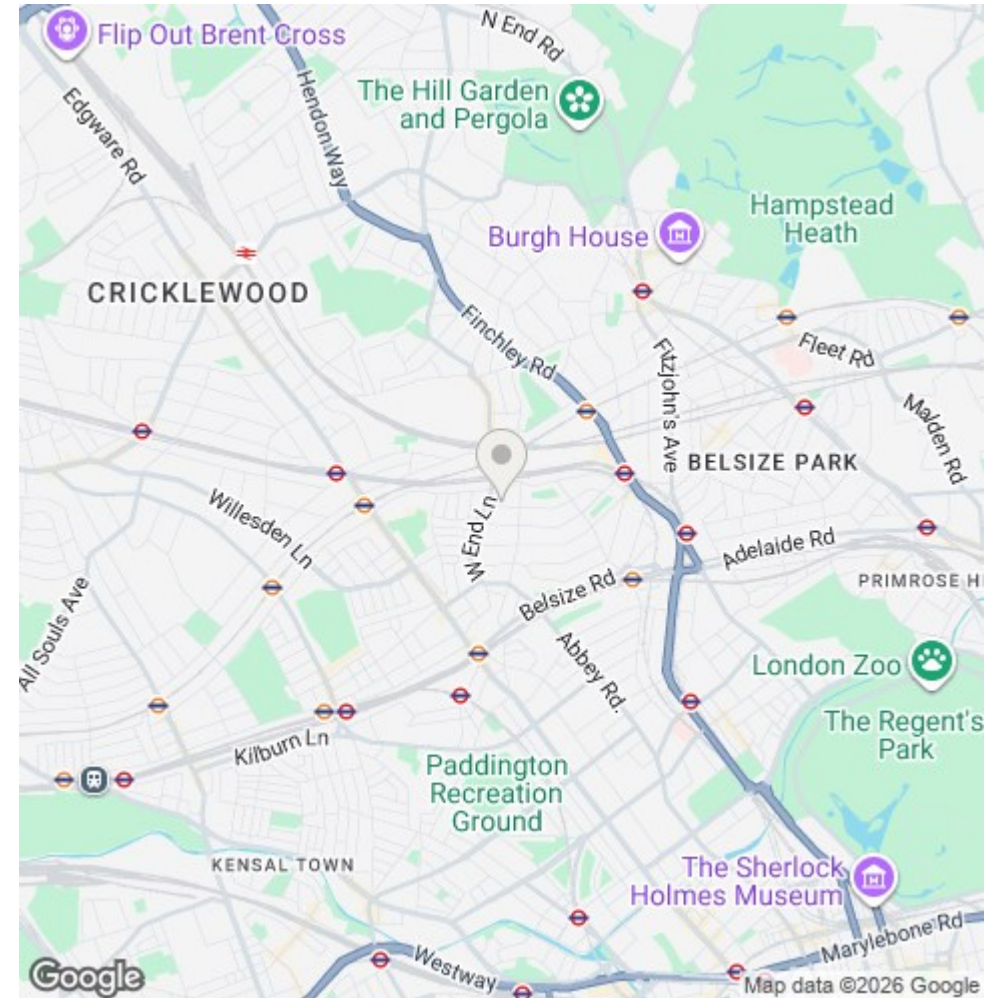 N End Rd
Flip Out Brent Cross
The Hill Garden
and Pergola
Edgware Rd
Hendon Way
Hampstead
Heath
Burgh House
CRICKLEWOOD
Finchley Rd
Fitzjohn's Ave
Fleet Rd
Malden Rd
BELSIZE PARK
Willesden Ln
W End Ln
Adelaide Rd
Belsize Rd
PRIMROSE HI
All Souls Ave
Abbey Rd.
London Zoo
The Regent's
Park
Kilburn Ln
Paddington
Recreation
Ground
KENSAL TOWN
The Sherlock
Holmes Museum
Marylebone Rd
Westway
Google
Map data ©2026 Google